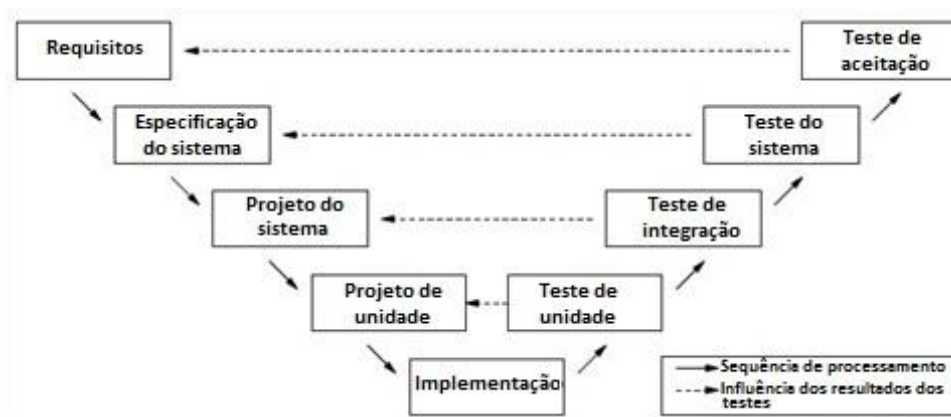 Requisitos
Teste de
aceitação
Especificação
do sistema
Teste do
sistema
Projeto do
sistema
Teste de
integração
Projeto de
unidade
Teste de
unidade
Implementação
Sequência de processamento
Influência dos resultados dos
testes